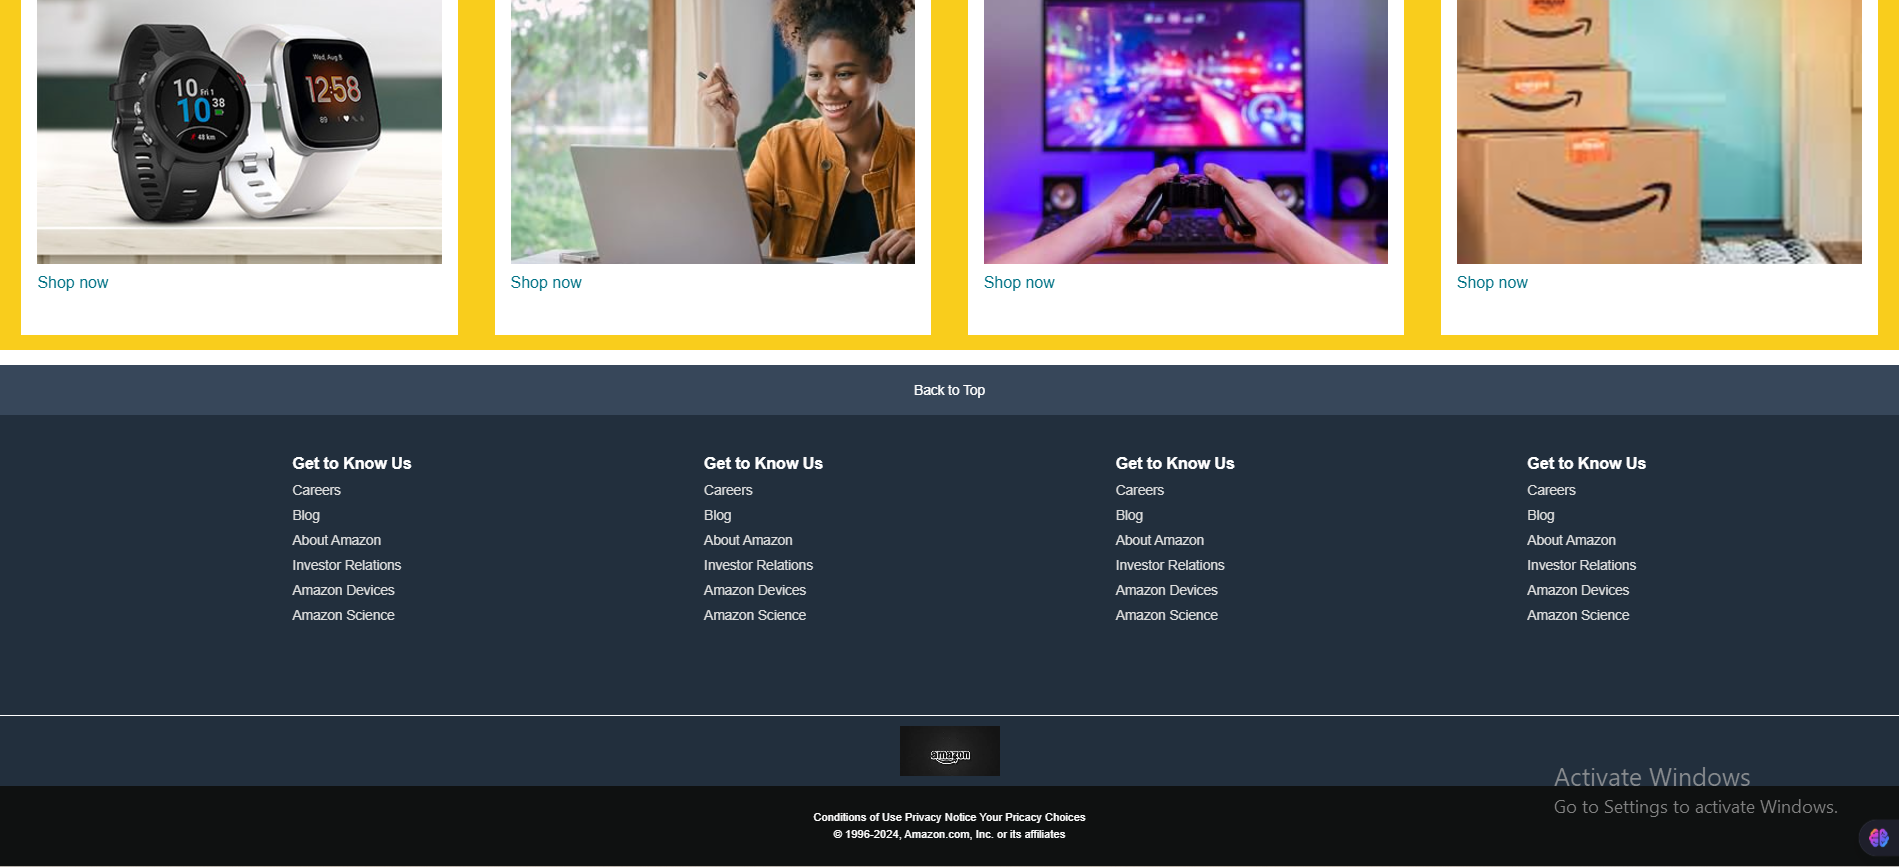 10 Fri 1
10 38
48 km
Wed, Aug 8
12:58
89
Shop now
Shop now
Shop now
Shop now
Back to Top
Get to Know Us
Careers
Blog
About Amazon
Investor Relations
Amazon Devices
Amazon Science
Get to Know Us
Careers
Blog
About Amazon
Investor Relations
Amazon Devices
Amazon Science
Get to Know Us
Careers
Blog
About Amazon
Investor Relations
Amazon Devices
Amazon Science
Get to Know Us
Careers
Blog
About Amazon
Investor Relations
Amazon Devices
Amazon Science
amazon
Activate Windows
Go to Settings to activate Windows.
Conditions of Use Privacy Notice Your Pricacy Choices
© 1996-2024, Amazon.com, Inc. or its affiliates